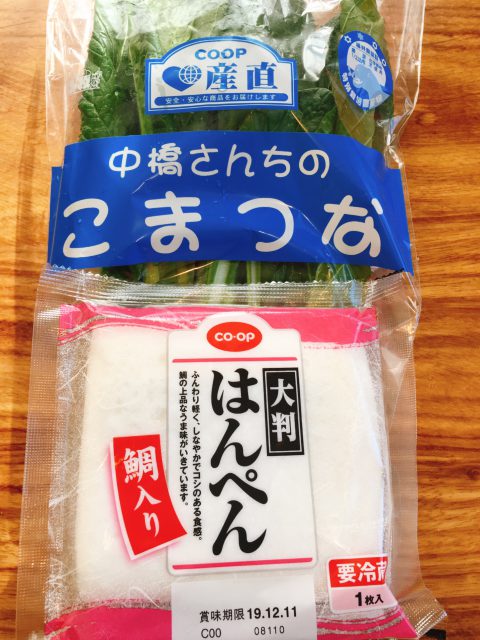 COOP
産直
安全・安心な商品をお届けします
中橋さんちの
こまつな
CO・OP
大判
はんぺん
ふんわり軽く、しなやかでコシのある食感。
鯛の上品なうま味がいきています。
鯛入り
要冷蔵
1枚入
賞味期限 19.12.11
C00 08110